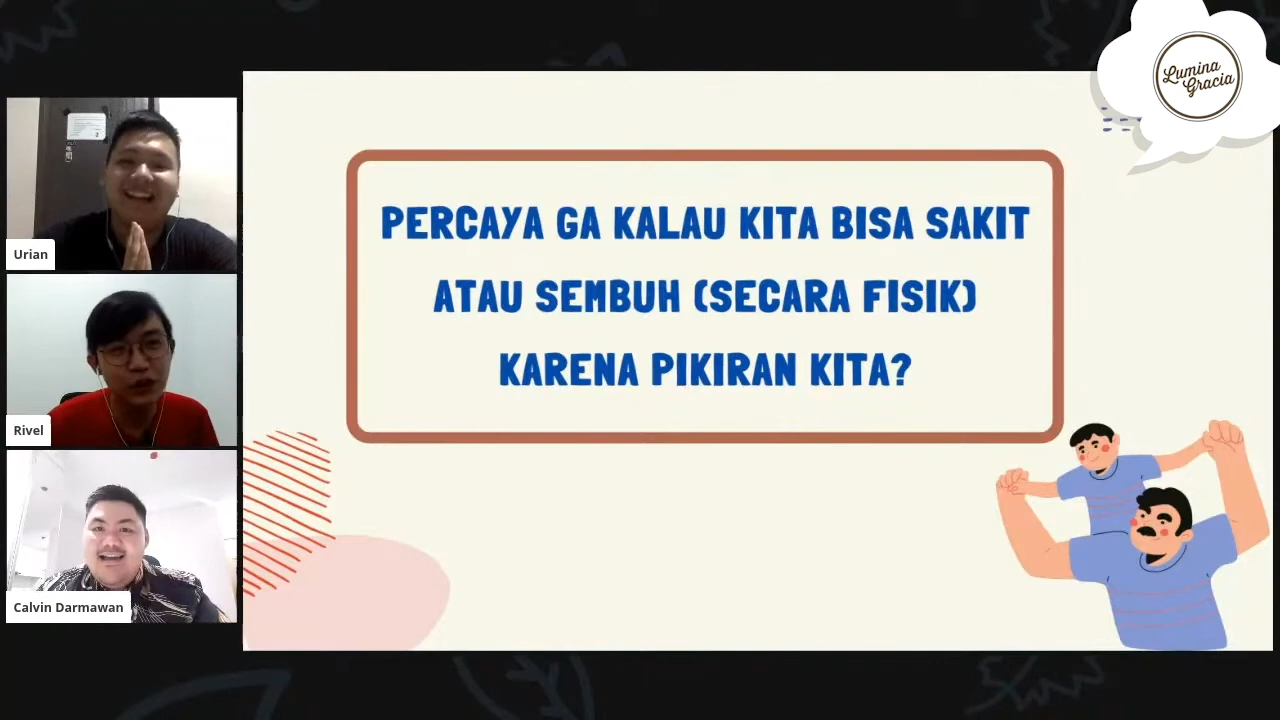 Lumina
Gracia
PERCAYA GA KALAU KITA BISA SAKIT
ATAU SEMBUH (SECARA FISIK)
KARENA PIKIRAN KITA?
Urian
Rivel
Calvin Darmawan